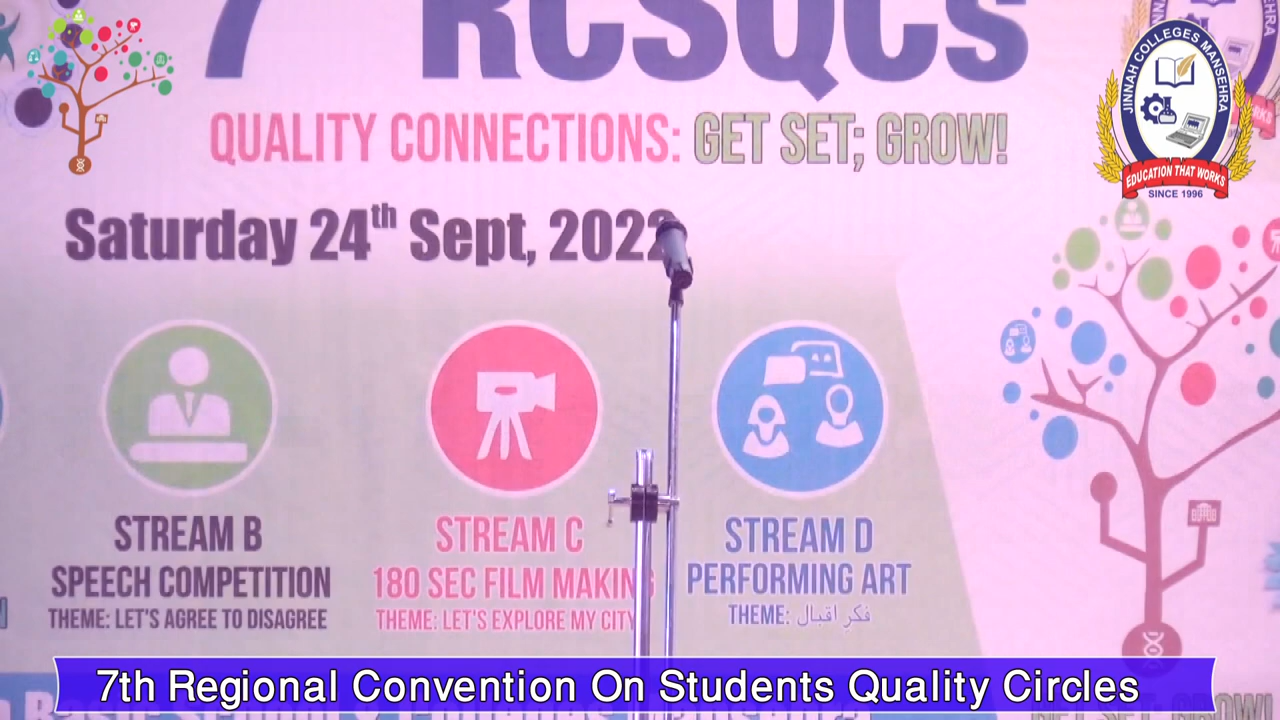 7 RCSQCs
QUALITY CONNECTIONS: GET SET; GROW!
Saturday 24th Sept, 2022
STREAM B
SPEECH COMPETITION
THEME: LET'S AGREE TO DISAGREE
STREAM C
180 SEC FILM MAKING
THEME: LET'S EXPLORE MY CITY
STREAM D
PERFORMING ART
THEME: فکر اقبال
JINNAH COLLEGES MANSEHRA
EDUCATION THAT WORKS
SINCE 1996
7th Regional Convention On Students Quality Circles